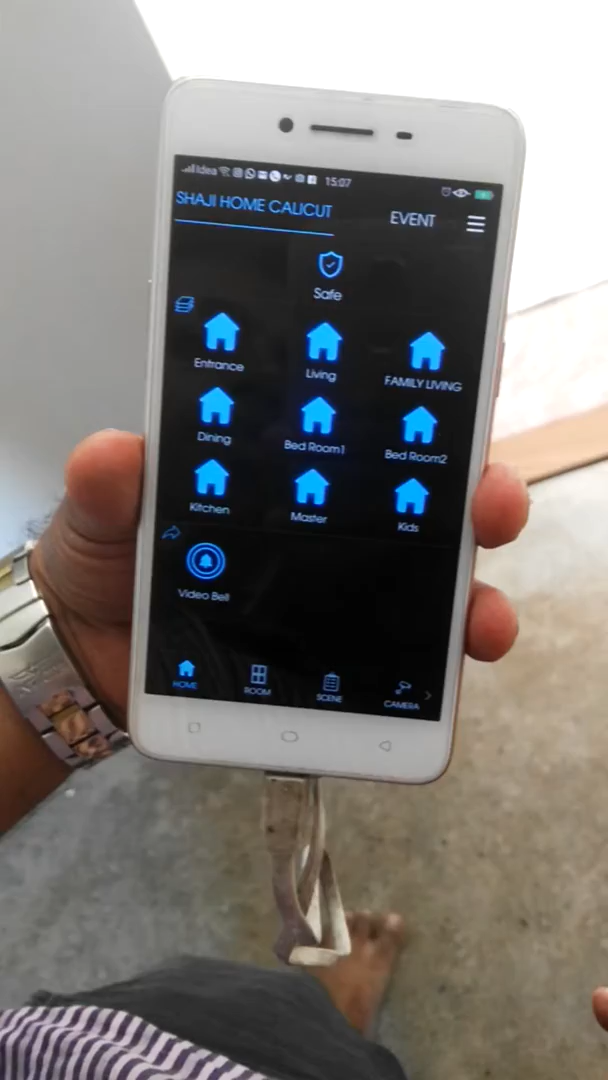 Idea 15:07
SHAJI HOME CALICUT EVENT
Safe
Entrance Living FAMILY LIVING
Dining Bed Room1 Bed Room2
Kitchen Master Kids
Video Bell
HOME ROOM SCENE CAMERA